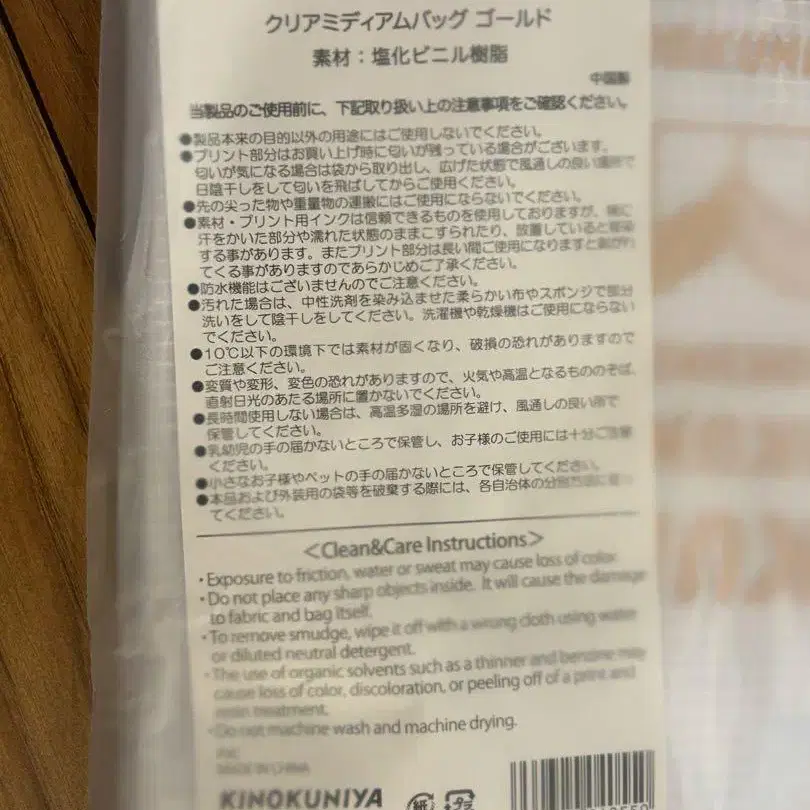 クリアミディアムバッグ ゴールド
素材：塩化ビニル樹脂
中国製
当製品のご使用前に、下記取り扱い上の注意事項をご確認ください。
●製品本来の目的以外の用途にはご使用しないでください。
●プリント部分はお買い上げ時に匂いが残っている場合がございます。
匂いが気になる場合は袋から取り出し、広げた状態で風通しの良い場所で
日陰干しをして匂いを飛ばしてからご使用ください。
●先の尖った物や重量物の運搬にはご使用にならないでください。
●素材・プリント用インクは信頼できるものを使用しておりますが、稀に
汗をかいた部分や濡れた状態のままこすられたり、放置していると移染
する事があります。またプリント部分は長い間ご使用になりますと剥がれ
てくる事がありますのであらかじめご了承ください。
●防水機能はございませんのでご注意ください。
●汚れた場合は、中性洗剤を染み込ませた柔らかい布やスポンジで部分
洗いをして陰干しをしてください。洗濯機や乾燥機はご使用にならない
でください。
●10℃以下の環境下では素材が固くなり、破損の恐れがありますので
ご注意ください。
●変質や変形、変色の恐れがありますので、火気や高温となるもののそば、
直射日光のあたる場所に置かないでください。
●長時間使用しない場合は、高温多湿の場所を避け、風通しの良い所で
保管してください。
●乳幼児の手の届かないところで保管し、お子様のご使用には十分ご注意
ください。
●小さなお子様やペットの手の届かないところで保管してください。
●本品および外装用の袋等を破棄する際には、各自治体の分別方法に従っ
てください。
＜Clean&Care Instructions＞
・Exposure to friction, water or sweat may cause loss of color.
・Do not place any sharp objects inside. It will cause the damage
to fabric and bag itself.
・To remove smudge, wipe it off with a wrung cloth using water
or diluted neutral detergent.
・The use of organic solvents such as a thinner and benzine may
cause loss of color, discoloration, or peeling off of a print and
resin treatment.
・Do not machine wash and machine drying.
MADE IN CHINA
KINOKUNIYA
紙 プラ